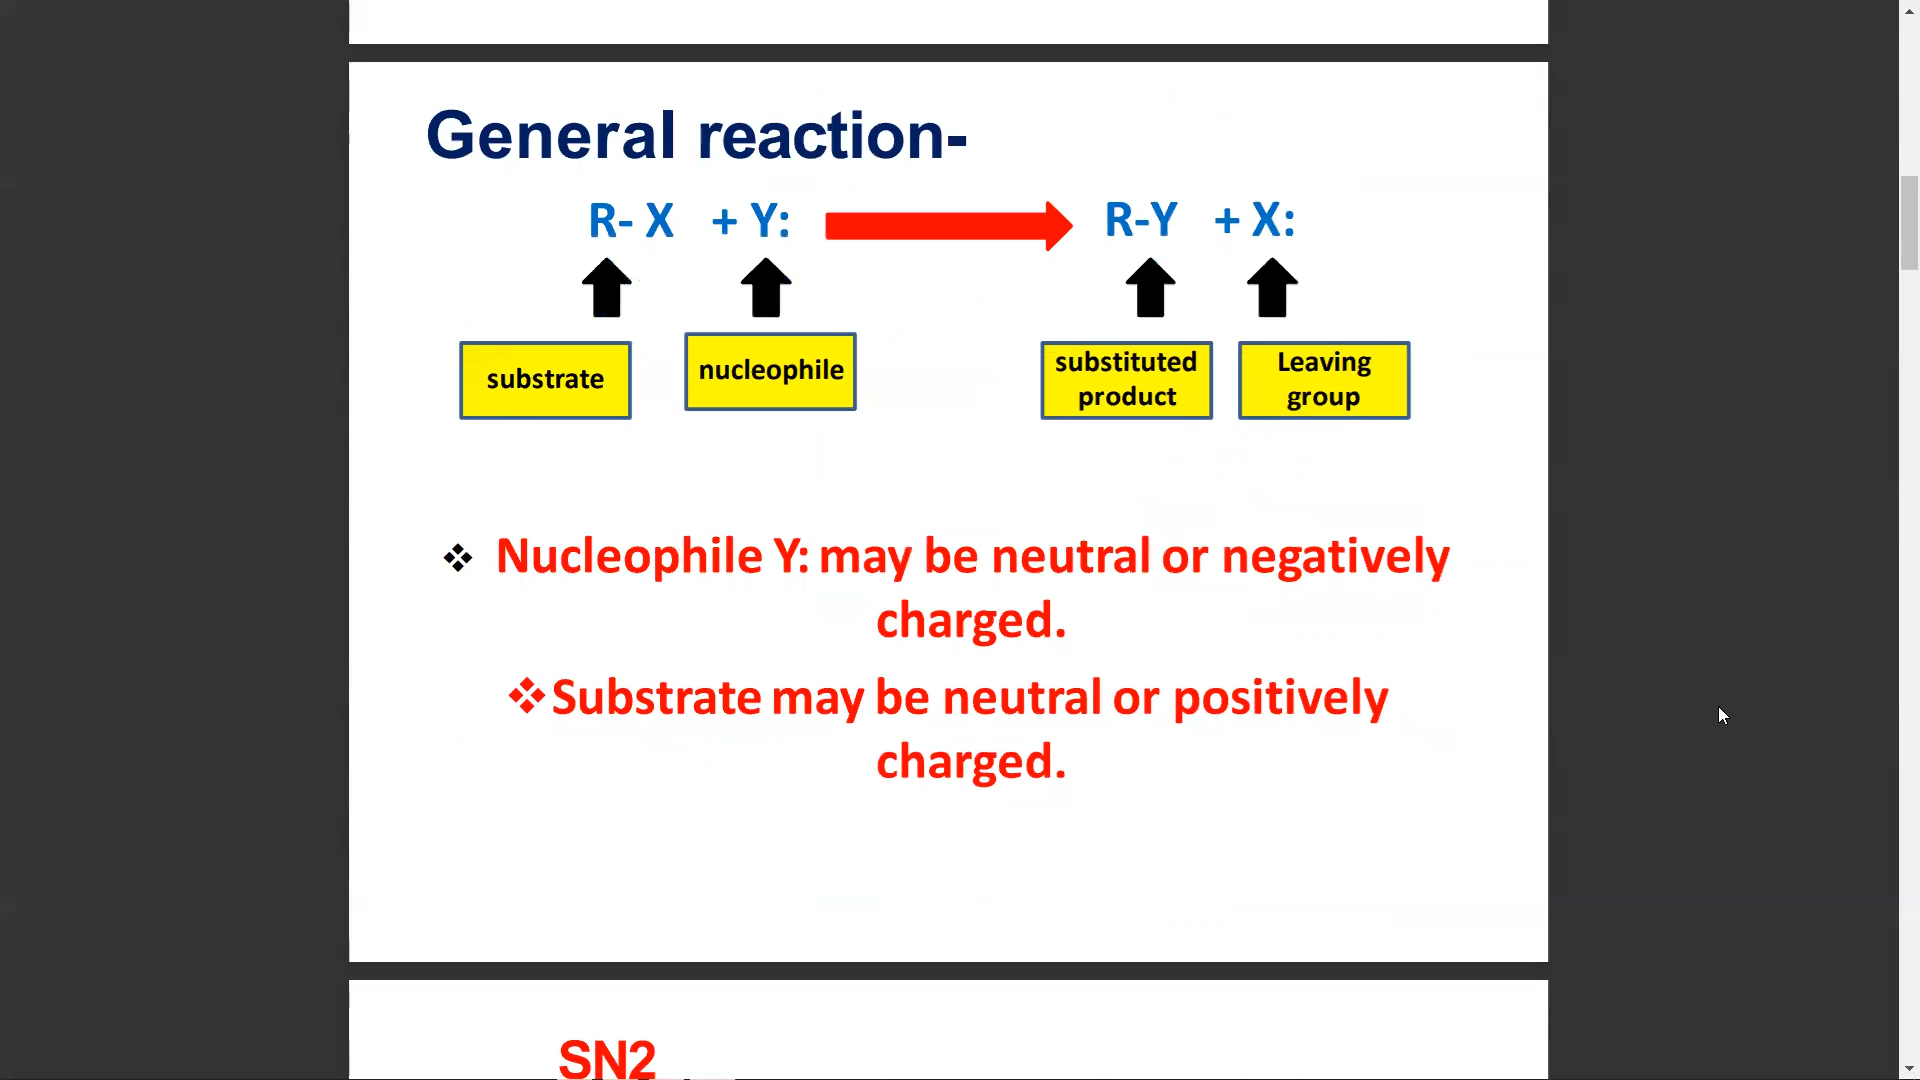 General reaction-
R- X + Y: R-Y + X:
substrate
nucleophile
substituted
product
Leaving
group
❖ Nucleophile Y: may be neutral or negatively
charged.
❖Substrate may be neutral or positively
charged.
SN2